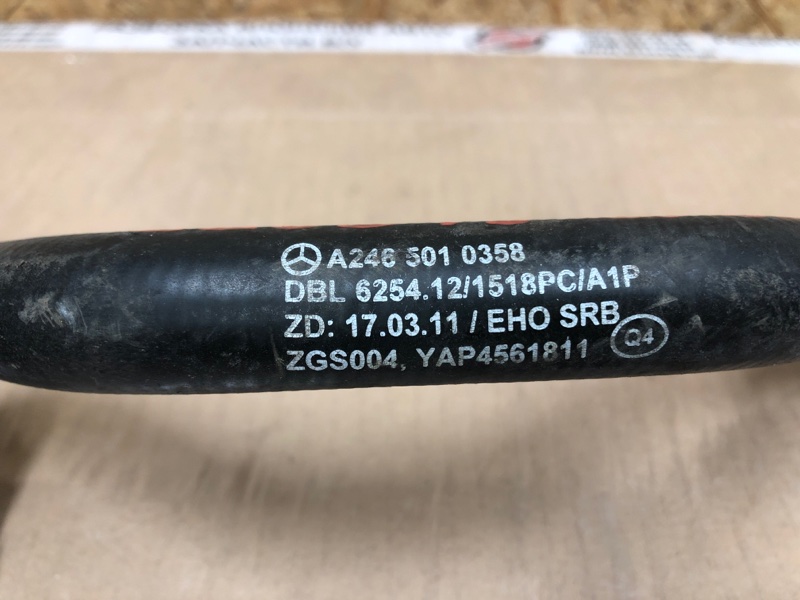 A246 501 0358
DBL 6254.12/1518PC/A1P
ZD: 17.03.11 / EHO SRB
ZGS004, YAP4561811
Q4